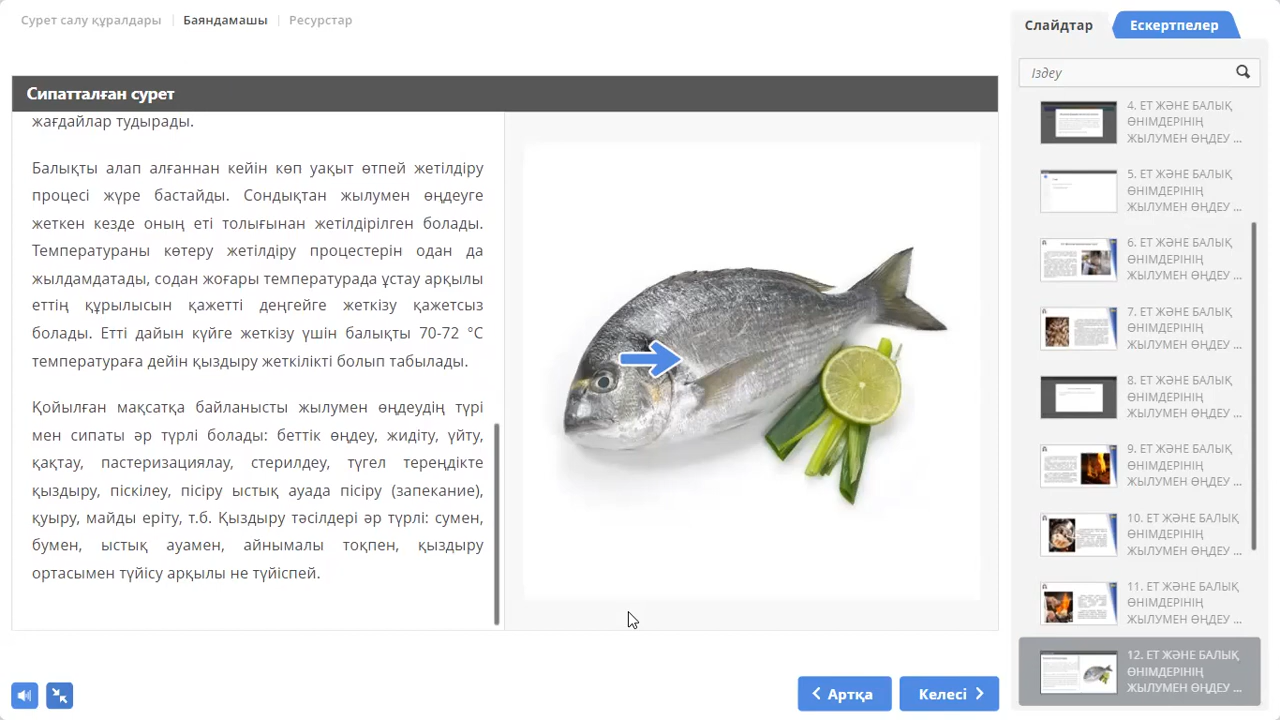 Сурет салу құралдары
Баяндамашы
Ресурстар
Слайдтар
Ескертпелер
Іздеу
Сипатталған сурет
жағдайлар тудырады.
Балықты алап алғаннан кейін көп уақыт өтпей жетілдіру
процесі жүре бастайды. Сондықтан жылумен өңдеуге
жеткен кезде оның еті толығынан жетілдірілген болады.
Температураны көтеру жетілдіру процестерін одан да
жылдамдатады, содан жоғары температурада ұстау арқылы
еттің құрылысын қажетті деңгейге жеткізу қажетсыз
болады. Етті дайын күйге жеткізу үшін балықты 70-72 °С
температураға дейін қыздыру жеткілікті болып табылады.
Қойылған мақсатқа байланысты жылумен өңдеудің түрі
мен сипаты әр түрлі болады: беттік өңдеу, жидіту, үйту,
қақтау, пастеризациялау, стерилдеу, түгел тереңдікте
қыздыру, піскілеу, пісіру ыстық ауада пісіру (запекание),
қуыру, майды еріту, т.б. Қыздыру тәсілдері әр түрлі: сумен,
бумен, ыстық ауамен, айнымалы тоқпен, қыздыру
ортасымен түйісу арқылы не түйіспей.
4. ЕТ ЖӘНЕ БАЛЫҚ
ӨНІМДЕРІНІҢ
ЖЫЛУМЕН ӨҢДЕУ ...
5. ЕТ ЖӘНЕ БАЛЫҚ
ӨНІМДЕРІНІҢ
ЖЫЛУМЕН ӨҢДЕУ ...
6. ЕТ ЖӘНЕ БАЛЫҚ
ӨНІМДЕРІНІҢ
ЖЫЛУМЕН ӨҢДЕУ ...
7. ЕТ ЖӘНЕ БАЛЫҚ
ӨНІМДЕРІНІҢ
ЖЫЛУМЕН ӨҢДЕУ ...
8. ЕТ ЖӘНЕ БАЛЫҚ
ӨНІМДЕРІНІҢ
ЖЫЛУМЕН ӨҢДЕУ ...
9. ЕТ ЖӘНЕ БАЛЫҚ
ӨНІМДЕРІНІҢ
ЖЫЛУМЕН ӨҢДЕУ ...
10. ЕТ ЖӘНЕ БАЛЫҚ
ӨНІМДЕРІНІҢ
ЖЫЛУМЕН ӨҢДЕУ ...
11. ЕТ ЖӘНЕ БАЛЫҚ
ӨНІМДЕРІНІҢ
ЖЫЛУМЕН ӨҢДЕУ ...
12. ЕТ ЖӘНЕ БАЛЫҚ
ӨНІМДЕРІНІҢ
ЖЫЛУМЕН ӨҢДЕУ ...
Артқа
Келесі